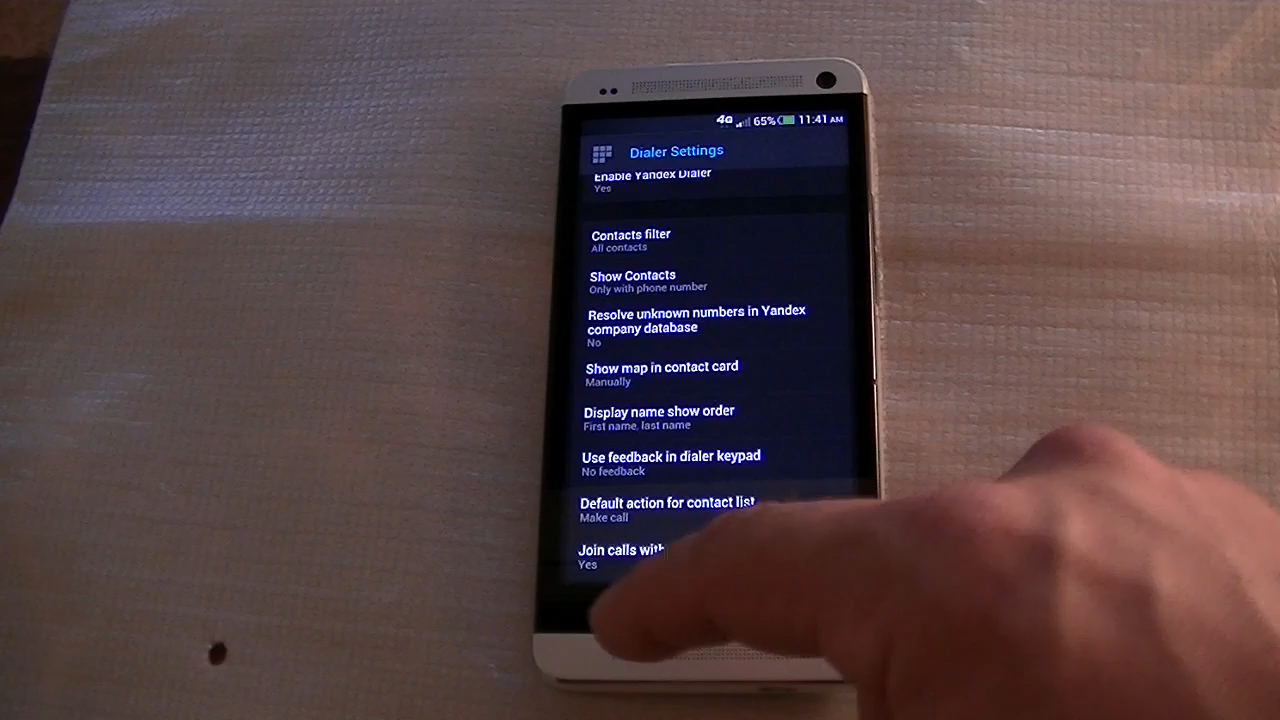 4G 65% 11:41 AM
Dialer Settings
Enable Yandex Dialer
Yes
Contacts filter
All contacts
Show Contacts
Only with phone number
Resolve unknown numbers in Yandex
company database
No
Show map in contact card
Manually
Display name show order
First name, last name
Use feedback in dialer keypad
No feedback
Default action for contact list
Make call
Join calls with
Yes